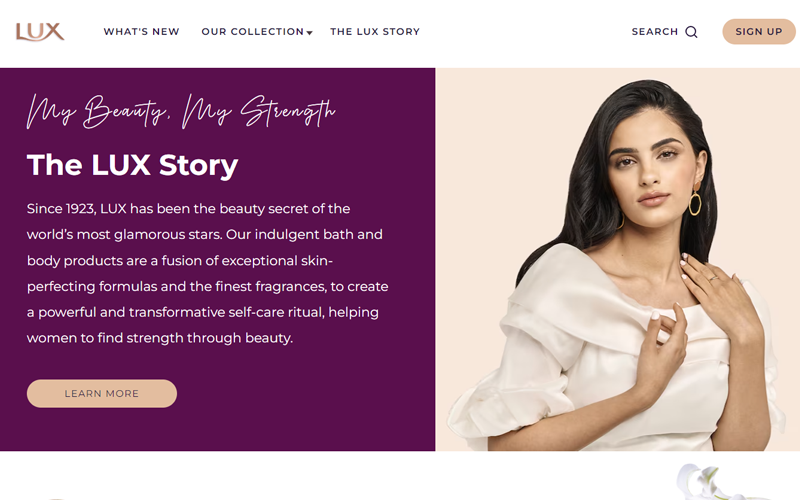 LUX
WHAT'S NEW
OUR COLLECTION
THE LUX STORY
SEARCH
SIGN UP
My Beauty, My Strength
The LUX Story
Since 1923, LUX has been the beauty secret of the
world's most glamorous stars. Our indulgent bath and
body products are a fusion of exceptional skin-
perfecting formulas and the finest fragrances, to create
a powerful and transformative self-care ritual, helping
women to find strength through beauty.
LEARN MORE